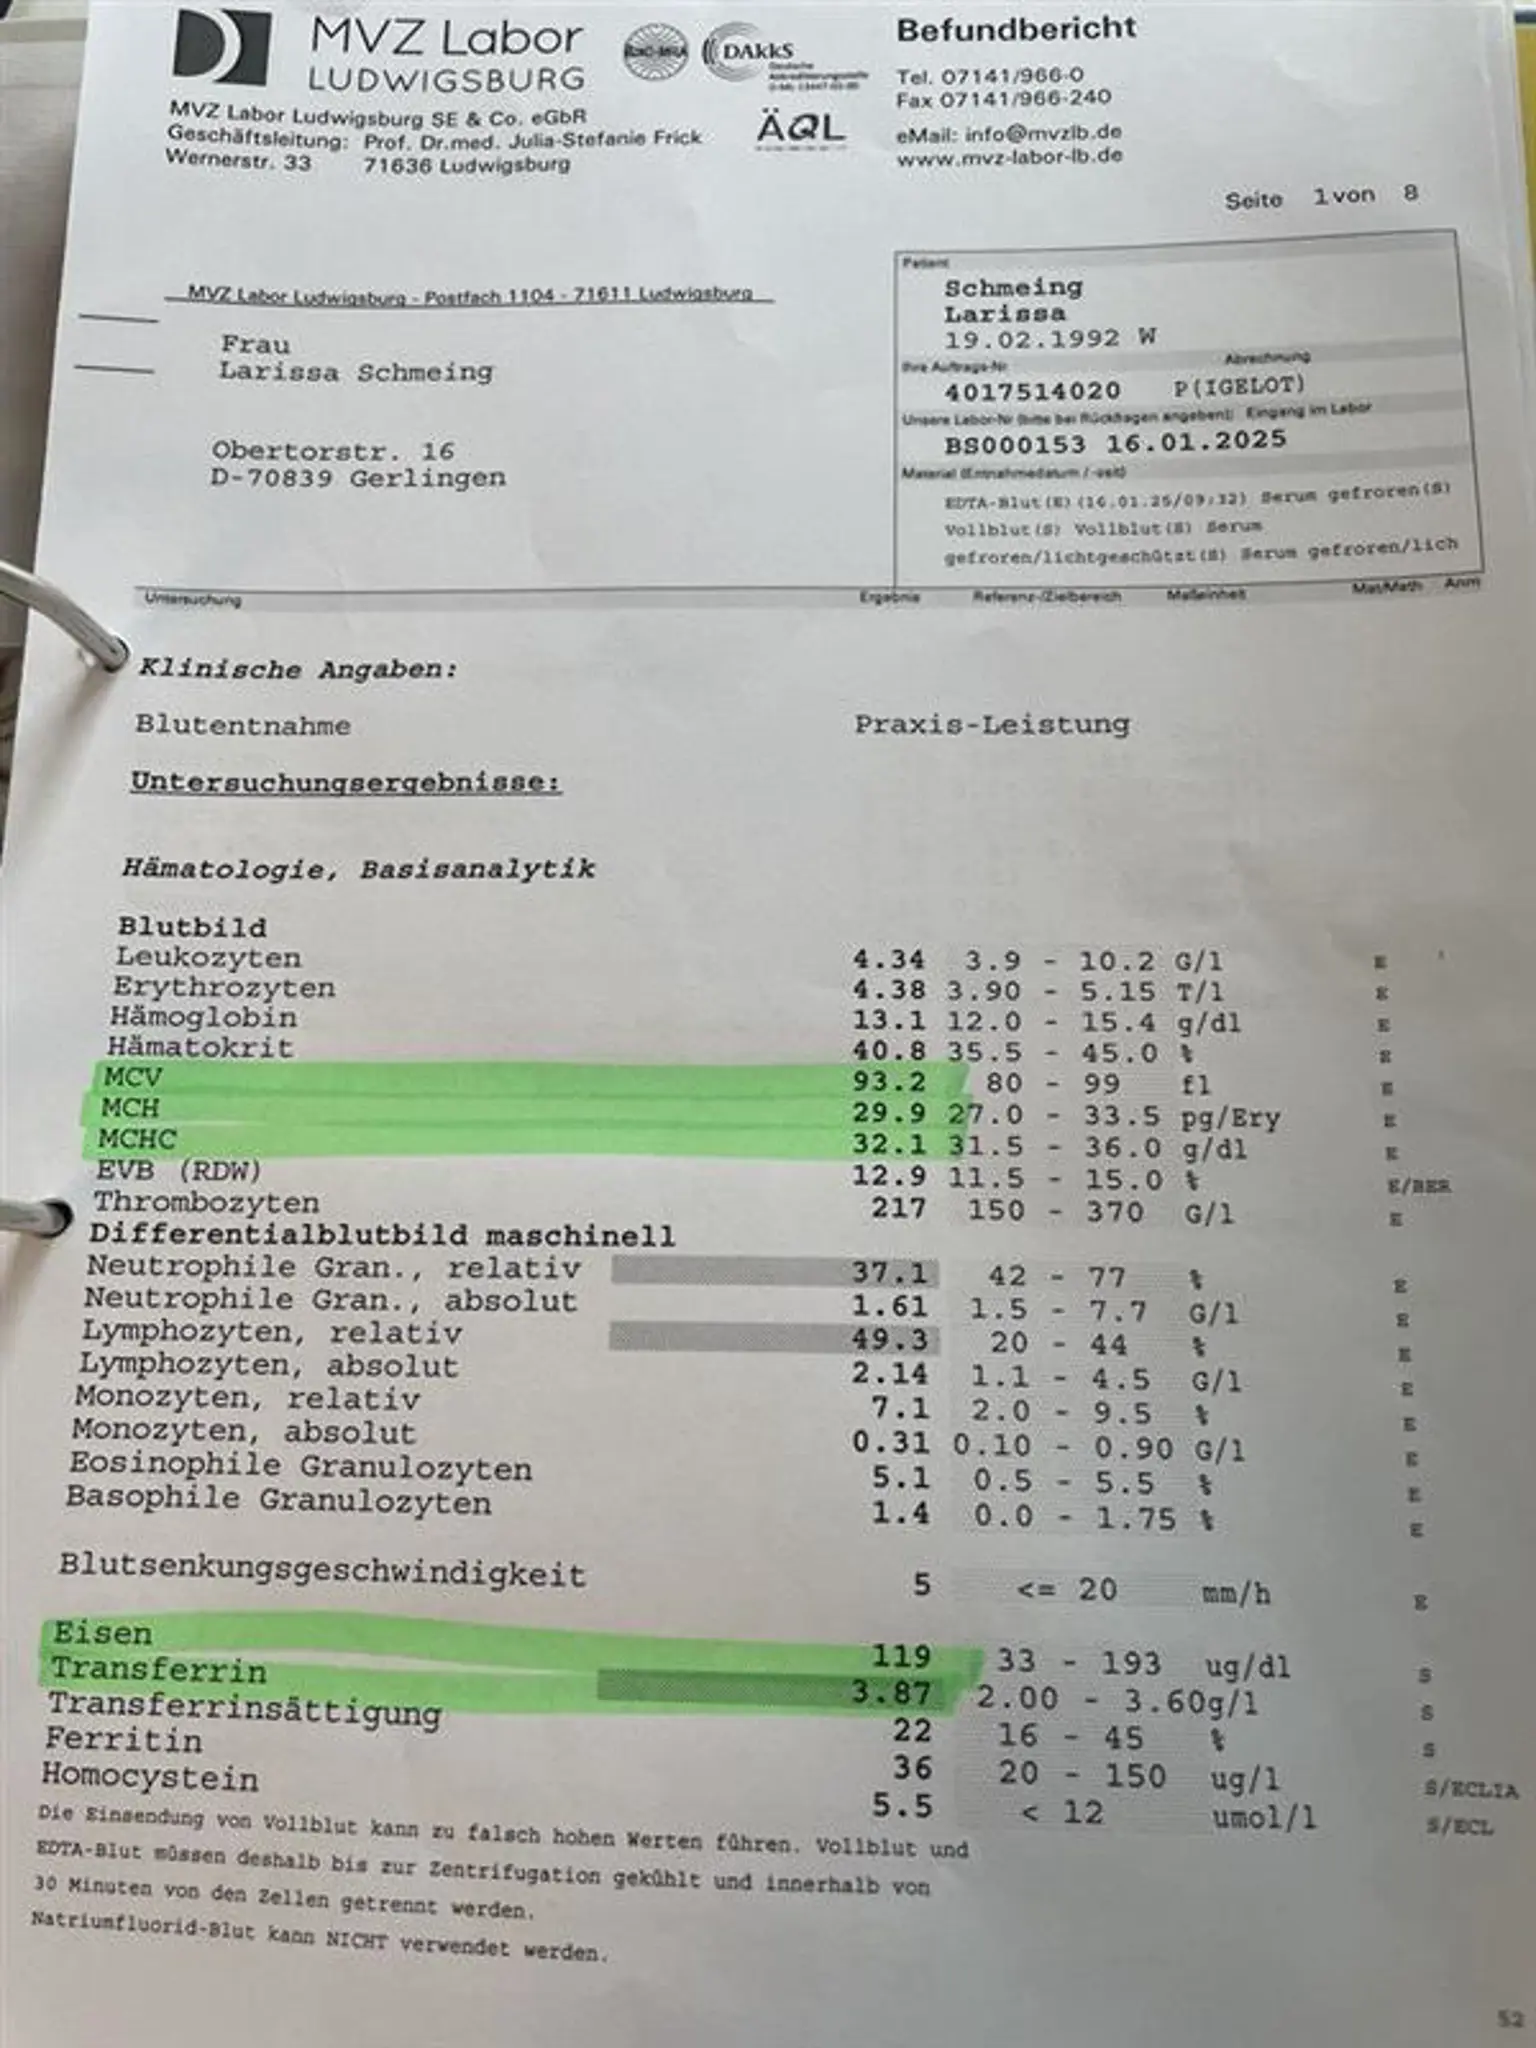 MVZ Labor
LUDWIGSBURG
DAkkS
Deutsche
Akkreditierungsstelle
ÄQL
MVZ Labor Ludwigsburg SE & Co. eGbR
Geschäftsleitung: Prof. Dr.med. Julia-Stefanie Frick
Wernerstr. 33 71636 Ludwigsburg
Befundbericht
Tel. 07141/966-0
Fax 07141/966-240
eMail: info@mvzlb.de
www.mvz-labor-lb.de
Seite 1 von 8
MVZ Labor Ludwigsburg - Postfach 1104 - 71611 Ludwigsburg
Frau
Larissa Schmeing
Obertorstr. 16
D-70839 Gerlingen
Patient
Schmeing
Larissa
19.02.1992 W
Ihre Auftrags-Nr Abrechnung
4017514020 P(IGELOT)
Unsere Labor-Nr (bitte bei Rückfragen angeben) Eingang im Labor
BS000153 16.01.2025
Material (Entnahmedatum / -zeit)
EDTA-Blut(E) (16.01.25/09:32) Serum gefroren(S)
Vollblut(S) Vollblut(S) Serum
gefroren/lichtgeschützt(S) Serum gefroren/lich
Untersuchung Ergebnis Referenz-/Zielbereich Maßeinheit Mat/Meth Anm
Klinische Angaben:
Blutentnahme Praxis-Leistung
Untersuchungsergebnisse:
Hämatologie, Basisanalytik
Blutbild
Leukozyten 4.34 3.9 - 10.2 G/l E
Erythrozyten 4.38 3.90 - 5.15 T/l E
Hämoglobin 13.1 12.0 - 15.4 g/dl E
Hämatokrit 40.8 35.5 - 45.0 % E
MCV 93.2 80 - 99 fl E
MCH 29.9 27.0 - 33.5 pg/Ery E
MCHC 32.1 31.5 - 36.0 g/dl E
EVB (RDW) 12.9 11.5 - 15.0 % E/BER
Thrombozyten 217 150 - 370 G/l E
Differentialblutbild maschinell
Neutrophile Gran., relativ 37.1 42 - 77 % E
Neutrophile Gran., absolut 1.61 1.5 - 7.7 G/l E
Lymphozyten, relativ 49.3 20 - 44 % E
Lymphozyten, absolut 2.14 1.1 - 4.5 G/l E
Monozyten, relativ 7.1 2.0 - 9.5 % E
Monozyten, absolut 0.31 0.10 - 0.90 G/l E
Eosinophile Granulozyten 5.1 0.5 - 5.5 % E
Basophile Granulozyten 1.4 0.0 - 1.75 % E
Blutsenkungsgeschwindigkeit 5 <= 20 mm/h E
Eisen 119 33 - 193 ug/dl S
Transferrin 3.87 2.00 - 3.60g/l S
Transferrinsättigung 22 16 - 45 % S
Ferritin 36 20 - 150 ug/l S/ECLIA
Homocystein 5.5 < 12 umol/l S/ECL
Die Einsendung von Vollblut kann zu falsch hohen Werten führen. Vollblut und
EDTA-Blut müssen deshalb bis zur Zentrifugation gekühlt und innerhalb von
30 Minuten von den Zellen getrennt werden.
Natriumfluorid-Blut kann NICHT verwendet werden.
52